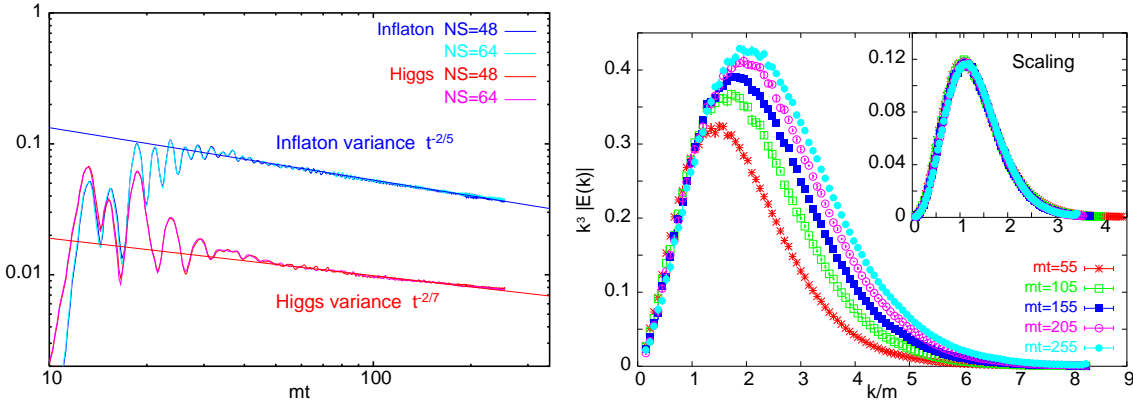 1
0.1
0.01
10
100
mt
Inflaton NS=48
NS=64
Higgs NS=48
NS=64
Inflaton variance t-2/5
Higgs variance t-2/7
k³ |E(k)|
0.4
0.3
0.2
0.1
0
0 1 2 3 4 5 6 7 8 9
k/m
mt=55
mt=105
mt=155
mt=205
mt=255
Scaling
0.12
0.08
0.04
0
0 1 2 3 4